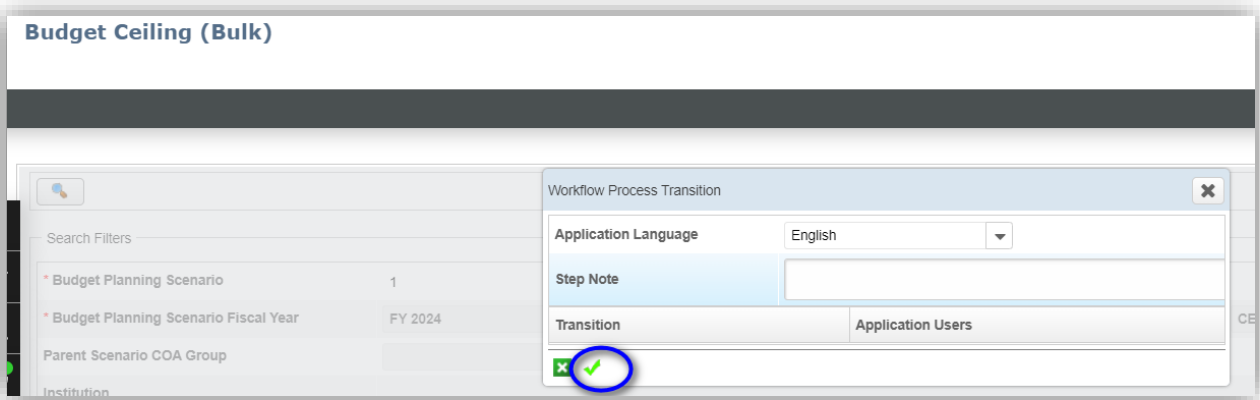 Budget Ceiling (Bulk)
Workflow Process Transition
Application Language English
Step Note
Transition Application Users
Search Filters
* Budget Planning Scenario 1
* Budget Planning Scenario Fiscal Year FY 2024 CE
Parent Scenario COA Group
Institution